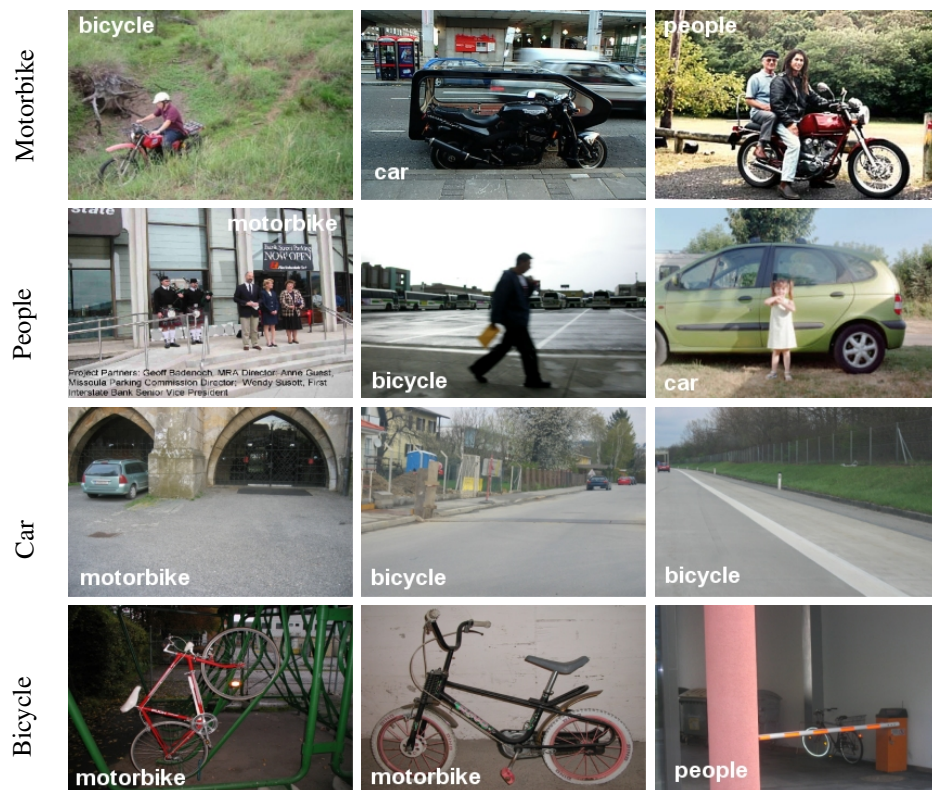 Motorbike
bicycle
car
people
People
motorbike
state
NOW OPEN
Project Partners: Geoff Badenoch, MRA Director: Anne Guest,
Missoula Parking Commission Director; Wendy Susott, First
Interstate Bank Senior Vice President
bicycle
car
Car
motorbike
bicycle
bicycle
Bicycle
motorbike
motorbike
people